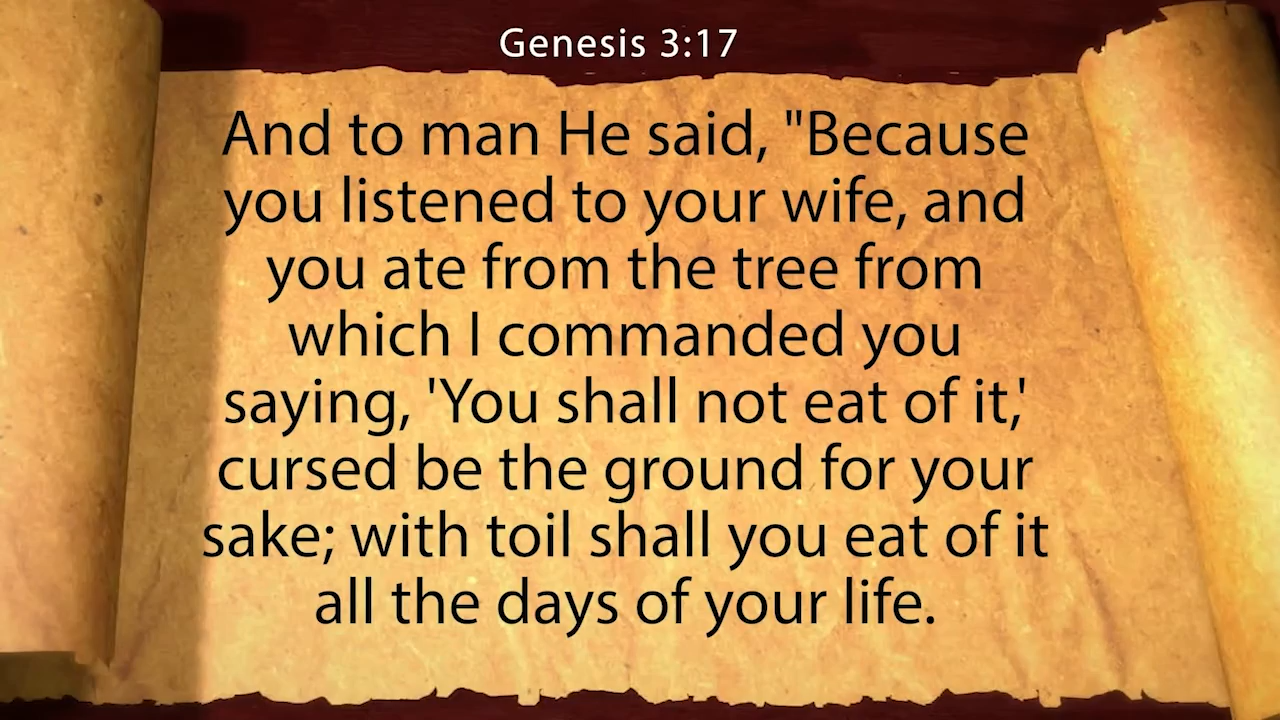 Genesis 3:17
And to man He said, "Because
you listened to your wife, and
you ate from the tree from
which I commanded you
saying, 'You shall not eat of it,'
cursed be the ground for your
sake; with toil shall you eat of it
all the days of your life.